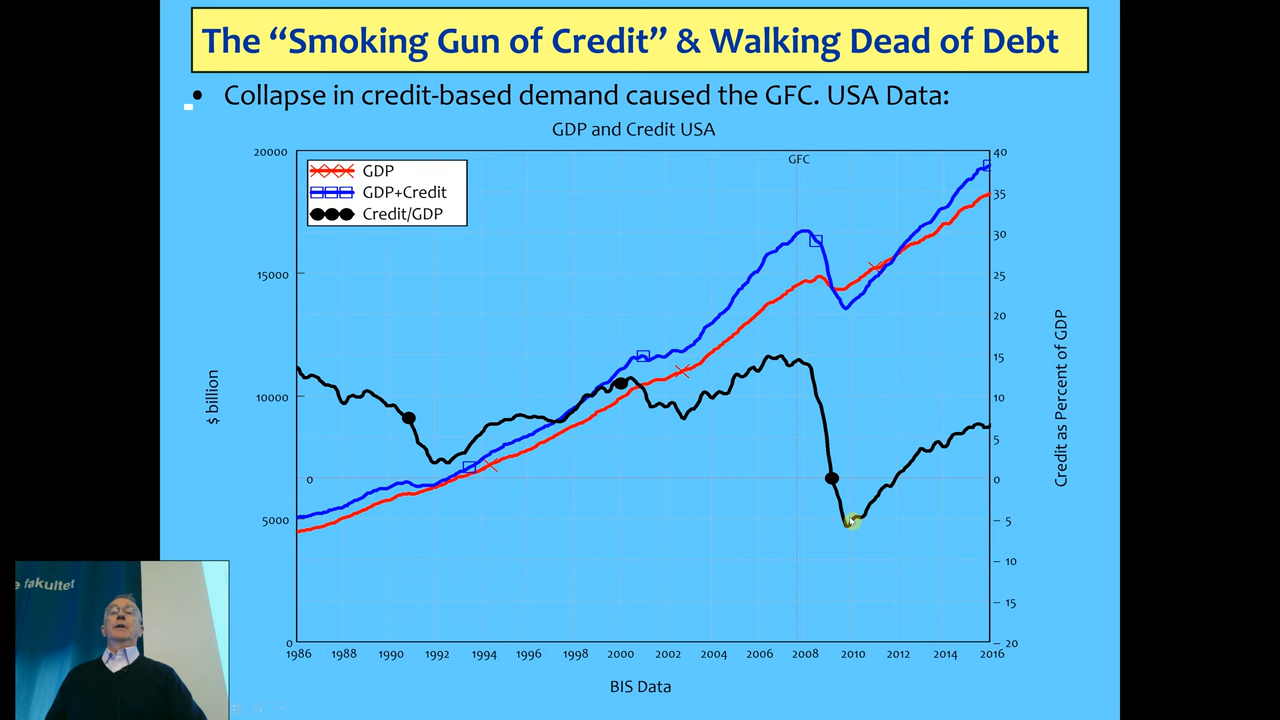 The “Smoking Gun of Credit” & Walking Dead of Debt
• Collapse in credit-based demand caused the GFC. USA Data:
GDP and Credit USA
GFC
GDP
GDP+Credit
Credit/GDP
$ billion
20000
15000
10000
5000
0
0
40
35
30
25
20
15
10
5
0
– 5
– 10
– 15
– 20
Credit as Percent of GDP
1986 1988 1990 1992 1994 1996 1998 2000 2002 2004 2006 2008 2010 2012 2014 2016
BIS Data
e fakultet